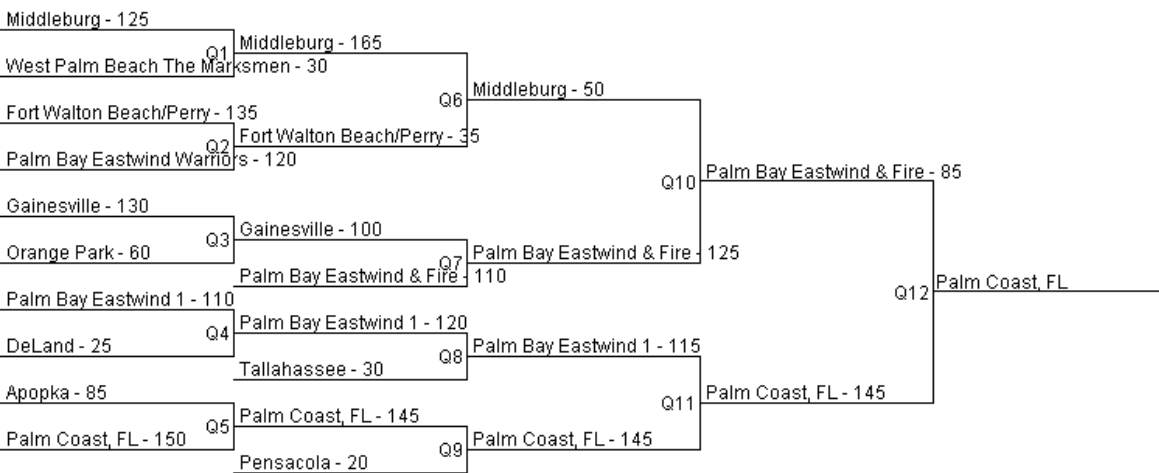 Middleburg - 125
Q1
West Palm Beach The Marksmen - 30
Middleburg - 165
Fort Walton Beach/Perry - 135
Q2
Palm Bay Eastwind Warriors - 120
Fort Walton Beach/Perry - 35
Q6
Middleburg - 50
Gainesville - 130
Q3
Orange Park - 60
Gainesville - 100
Q7
Palm Bay Eastwind & Fire - 110
Palm Bay Eastwind & Fire - 125
Q10
Palm Bay Eastwind & Fire - 85
Palm Bay Eastwind 1 - 110
Q4
DeLand - 25
Palm Bay Eastwind 1 - 120
Q8
Tallahassee - 30
Palm Bay Eastwind 1 - 115
Apopka - 85
Q5
Palm Coast, FL - 150
Palm Coast, FL - 145
Q9
Pensacola - 20
Palm Coast, FL - 145
Q11
Palm Coast, FL - 145
Q12
Palm Coast, FL